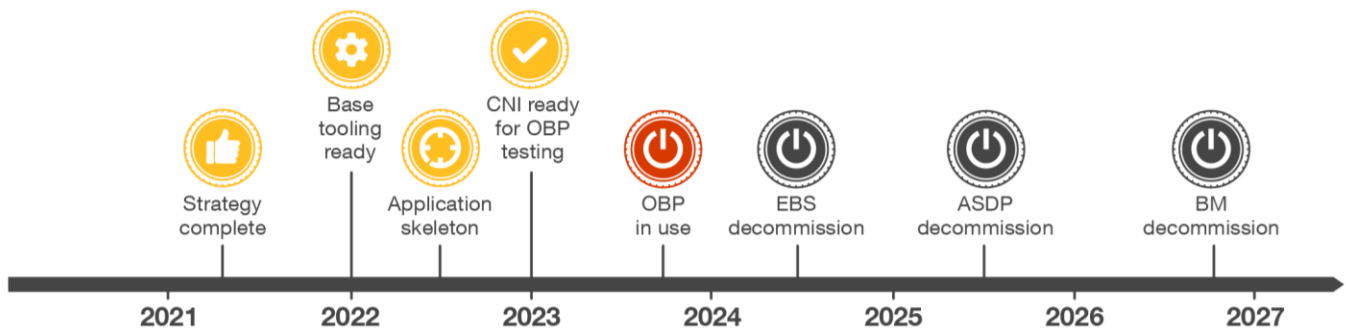 Strategy
complete
Base
tooling
ready
Application
skeleton
CNI ready
for OBP
testing
OBP
in use
EBS
decommission
ASDP
decommission
BM
decommission
2021
2022
2023
2024
2025
2026
2027